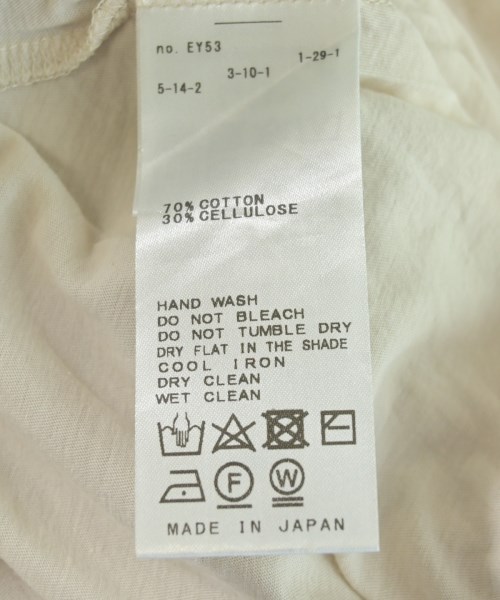 no. EY53
1-29-1
3-10-1
5-14-2
70% COTTON
30% CELLULOSE
HAND WASH
DO NOT BLEACH
DO NOT TUMBLE DRY
DRY FLAT IN THE SHADE
COOL IRON
DRY CLEAN
WET CLEAN
F W
MADE IN JAPAN